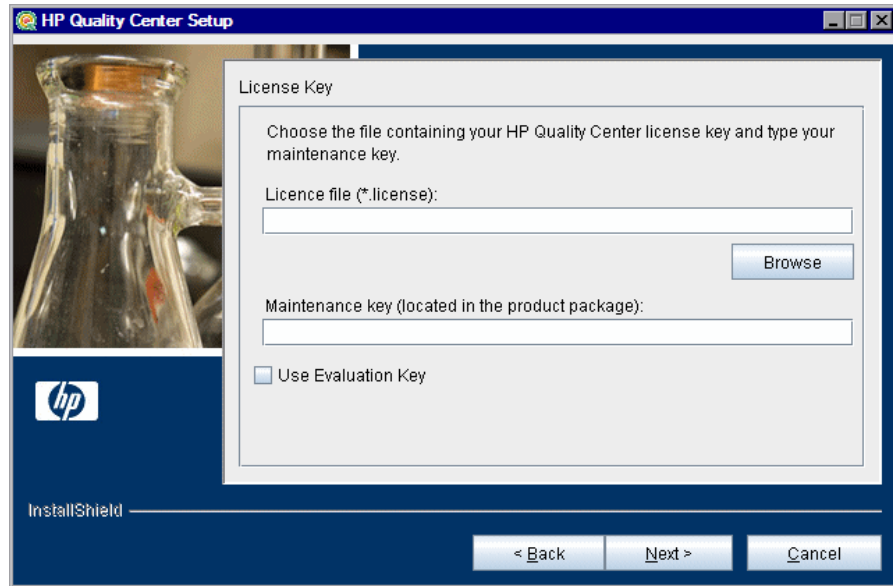 HP Quality Center Setup
License Key
Choose the file containing your HP Quality Center license key and type your
maintenance key.
Licence file (*.license):
Browse
Maintenance key (located in the product package):
Use Evaluation Key
hp
InstallShield
< Back
Next >
Cancel